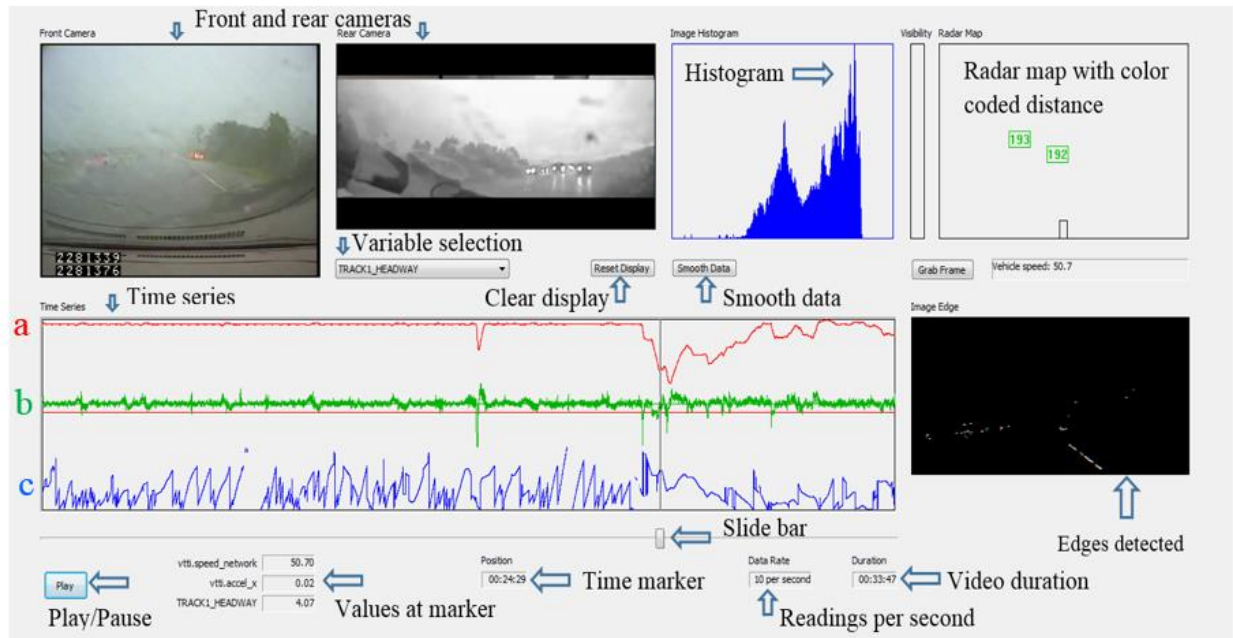 Front and rear cameras
Front Camera
Rear Camera
Image Histogram
Visibility
Radar Map
Histogram
Radar map with color
coded distance
193
192
2281339
2281376
Variable selection
TRACK1_HEADWAY
Reset Display
Smooth Data
Grab Frame
Vehicle speed: 50.7
Clear display
Smooth data
Time Series
Time series
Image Edge
a
b
c
Slide bar
Edges detected
vtti.speed_network 50.70
vtti.accel_x 0.02
TRACK1_HEADWAY 4.07
Values at marker
Play
Play/Pause
Position
00:24:29
Time marker
Data Rate
10 per second
Readings per second
Duration
00:33:47
Video duration